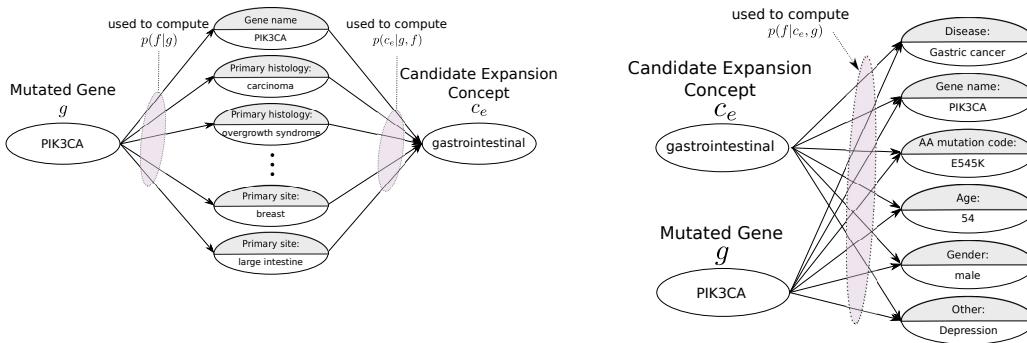 used to compute
p(f|g)
Gene name
PIK3CA
used to compute
p(c_e|g, f)
Primary histology:
carcinoma
Mutated Gene
g
PIK3CA
Primary histology:
overgrowth syndrome
Candidate Expansion
Concept
c_e
gastrointestinal
Primary site:
breast
Primary site:
large intestine
used to compute
p(f|c_e, g)
Disease:
Gastric cancer
Candidate Expansion
Concept
c_e
gastrointestinal
Gene name:
PIK3CA
AA mutation code:
E545K
Age:
54
Mutated Gene
g
PIK3CA
Gender:
male
Other:
Depression